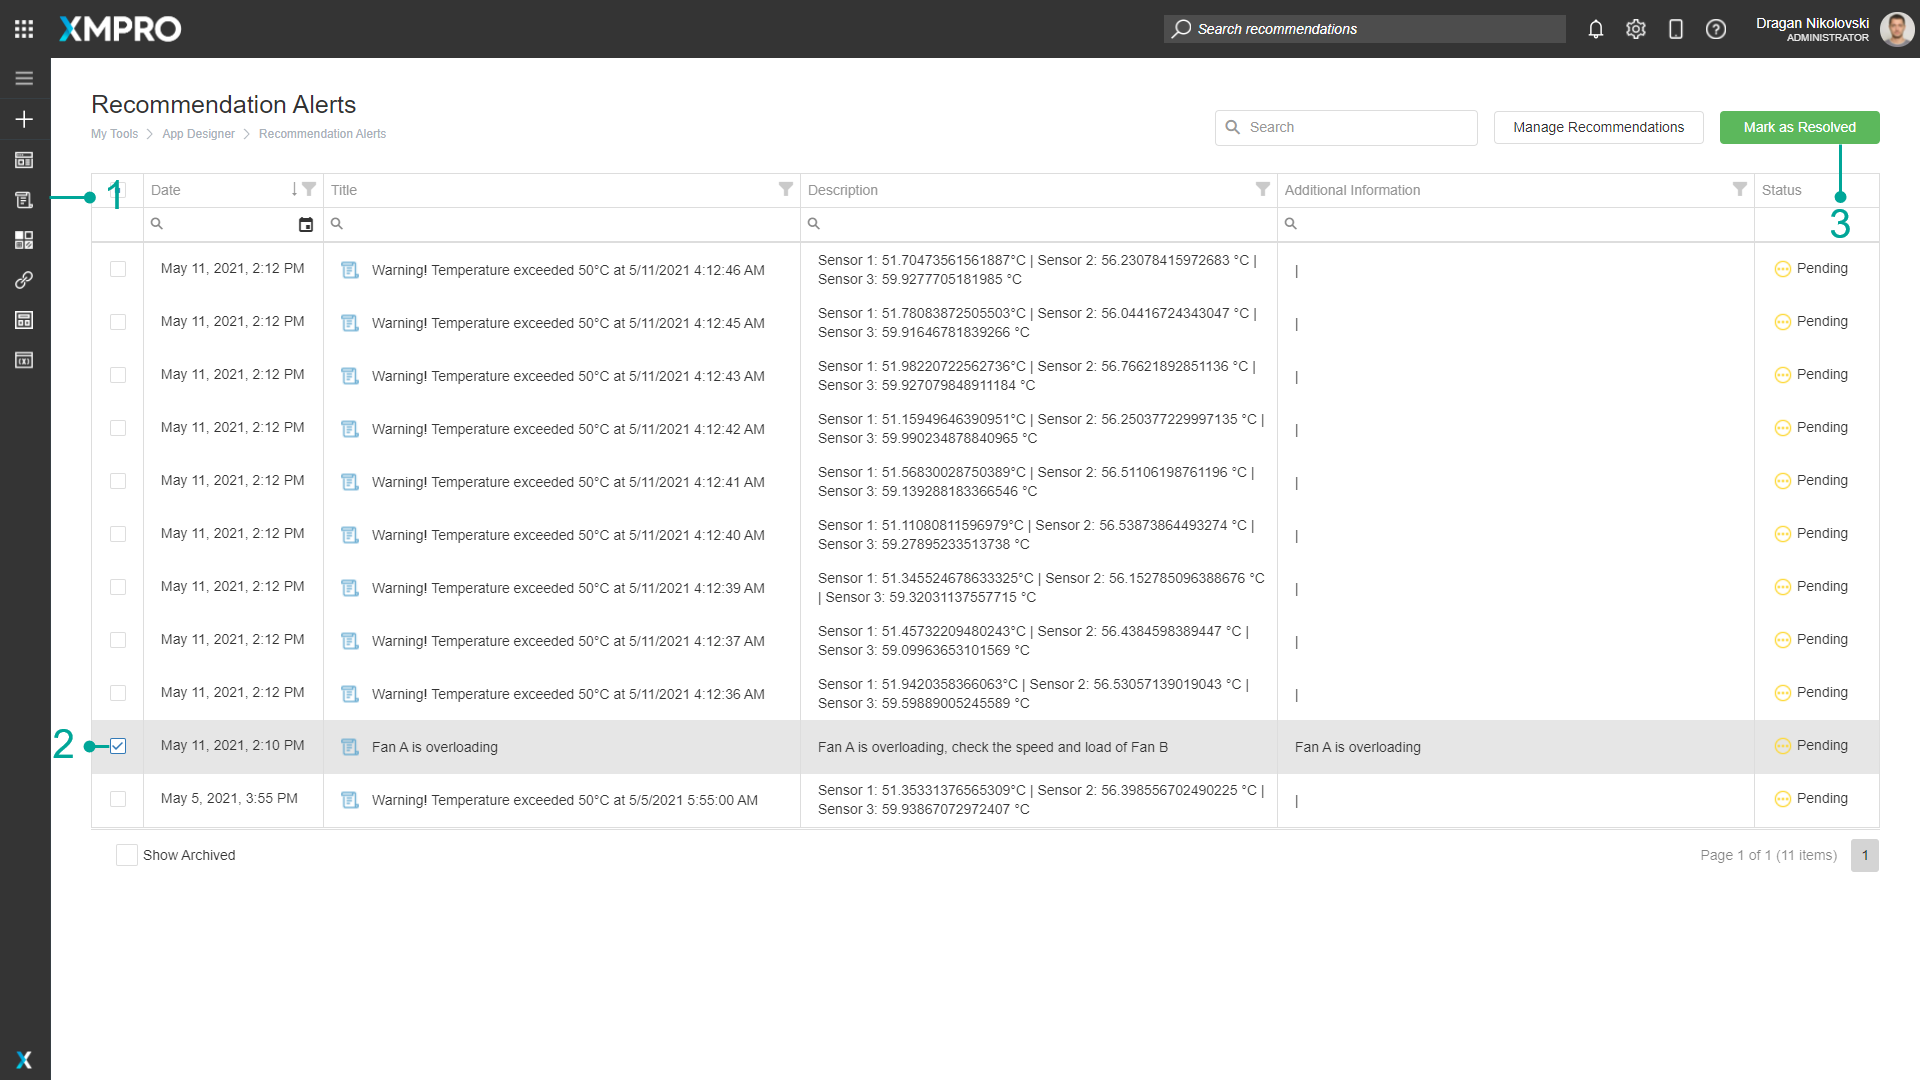 XMPRO
Search recommendations
Dragan Nikolovski
ADMINISTRATOR
Recommendation Alerts
My Tools > App Designer > Recommendation Alerts
Search
Manage Recommendations
Mark as Resolved
1
Date
Title
Description
Additional Information
Status
3
May 11, 2021, 2:12 PM
Warning! Temperature exceeded 50°C at 5/11/2021 4:12:46 AM
Sensor 1: 51.70473561561887°C | Sensor 2: 56.23078415972683 °C |
Sensor 3: 59.9277705181985 °C
|
Pending
May 11, 2021, 2:12 PM
Warning! Temperature exceeded 50°C at 5/11/2021 4:12:45 AM
Sensor 1: 51.78083872505503°C | Sensor 2: 56.04416724343047 °C |
Sensor 3: 59.91646781839266 °C
|
Pending
May 11, 2021, 2:12 PM
Warning! Temperature exceeded 50°C at 5/11/2021 4:12:43 AM
Sensor 1: 51.98220722562736°C | Sensor 2: 56.76621892851136 °C |
Sensor 3: 59.927079848911184 °C
|
Pending
May 11, 2021, 2:12 PM
Warning! Temperature exceeded 50°C at 5/11/2021 4:12:42 AM
Sensor 1: 51.15949646390951°C | Sensor 2: 56.250377229997135 °C |
Sensor 3: 59.990234878840965 °C
|
Pending
May 11, 2021, 2:12 PM
Warning! Temperature exceeded 50°C at 5/11/2021 4:12:41 AM
Sensor 1: 51.56830028750389°C | Sensor 2: 56.51106198761196 °C |
Sensor 3: 59.139288183366546 °C
|
Pending
May 11, 2021, 2:12 PM
Warning! Temperature exceeded 50°C at 5/11/2021 4:12:40 AM
Sensor 1: 51.11080811596979°C | Sensor 2: 56.53873864493274 °C |
Sensor 3: 59.27895233513738 °C
|
Pending
May 11, 2021, 2:12 PM
Warning! Temperature exceeded 50°C at 5/11/2021 4:12:39 AM
Sensor 1: 51.345524678633325°C | Sensor 2: 56.152785096388676 °C
| Sensor 3: 59.32031137557715 °C
|
Pending
May 11, 2021, 2:12 PM
Warning! Temperature exceeded 50°C at 5/11/2021 4:12:37 AM
Sensor 1: 51.45732209480243°C | Sensor 2: 56.4384598389447 °C |
Sensor 3: 59.09963653101569 °C
|
Pending
May 11, 2021, 2:12 PM
Warning! Temperature exceeded 50°C at 5/11/2021 4:12:36 AM
Sensor 1: 51.9420358366063°C | Sensor 2: 56.53057139019043 °C |
Sensor 3: 59.59889005245589 °C
|
Pending
2
May 11, 2021, 2:10 PM
Fan A is overloading
Fan A is overloading, check the speed and load of Fan B
Fan A is overloading
Pending
May 5, 2021, 3:55 PM
Warning! Temperature exceeded 50°C at 5/5/2021 5:55:00 AM
Sensor 1: 51.35331376565309°C | Sensor 2: 56.398556702490225 °C |
Sensor 3: 59.93867072972407 °C
|
Pending
Show Archived
Page 1 of 1 (11 items)
1